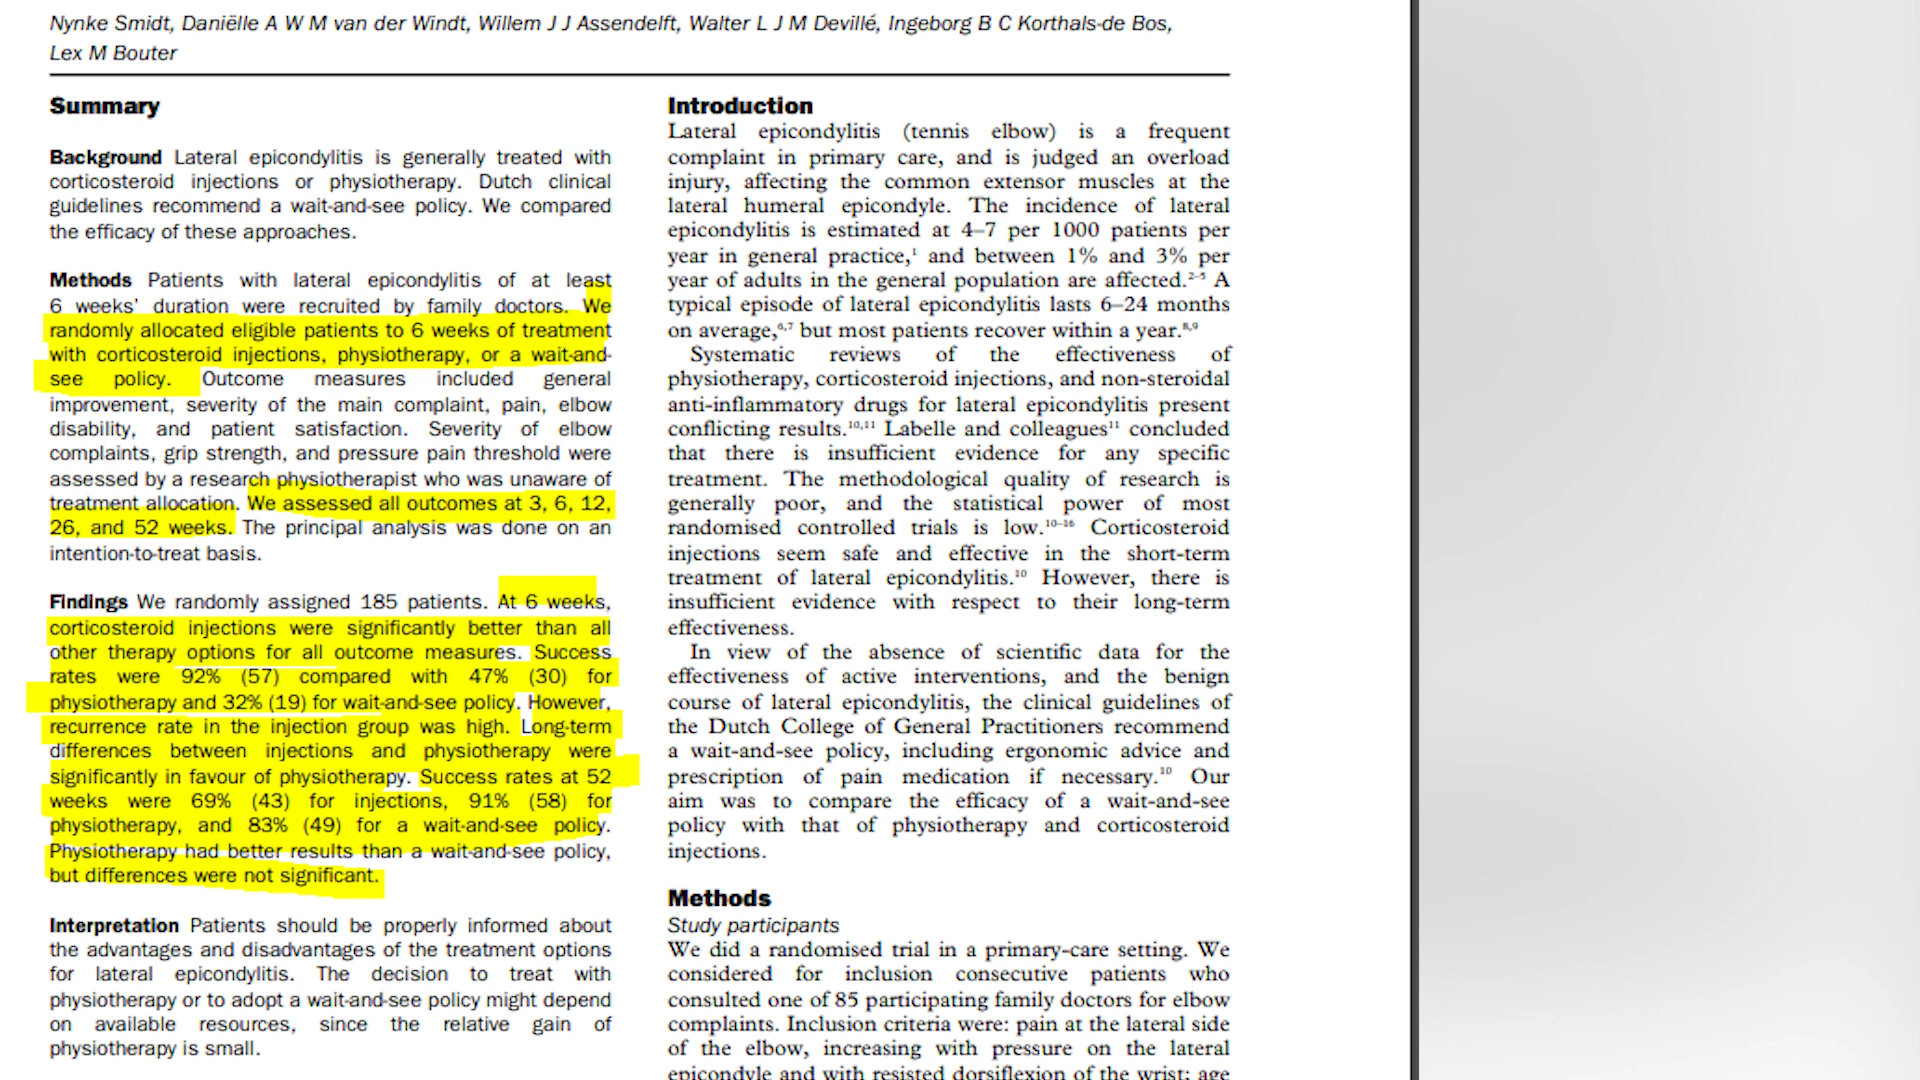 Nynke Smidt, Daniëlle A W M van der Windt, Willem J J Assendelft, Walter L J M Devillé, Ingeborg B C Korthals-de Bos,
Lex M Bouter
Summary
Background Lateral epicondylitis is generally treated with
corticosteroid injections or physiotherapy. Dutch clinical
guidelines recommend a wait-and-see policy. We compared
the efficacy of these approaches.
Methods Patients with lateral epicondylitis of at least
6 weeks’ duration were recruited by family doctors. We
randomly allocated eligible patients to 6 weeks of treatment
with corticosteroid injections, physiotherapy, or a wait-and-
see policy. Outcome measures included general
improvement, severity of the main complaint, pain, elbow
disability, and patient satisfaction. Severity of elbow
complaints, grip strength, and pressure pain threshold were
assessed by a research physiotherapist who was unaware of
treatment allocation. We assessed all outcomes at 3, 6, 12,
26, and 52 weeks. The principal analysis was done on an
intention-to-treat basis.
Findings We randomly assigned 185 patients. At 6 weeks,
corticosteroid injections were significantly better than all
other therapy options for all outcome measures. Success
rates were 92% (57) compared with 47% (30) for
physiotherapy and 32% (19) for wait-and-see policy. However,
recurrence rate in the injection group was high. Long-term
differences between injections and physiotherapy were
significantly in favour of physiotherapy. Success rates at 52
weeks were 69% (43) for injections, 91% (58) for
physiotherapy, and 83% (49) for a wait-and-see policy.
Physiotherapy had better results than a wait-and-see policy,
but differences were not significant.
Interpretation Patients should be properly informed about
the advantages and disadvantages of the treatment options
for lateral epicondylitis. The decision to treat with
physiotherapy or to adopt a wait-and-see policy might depend
on available resources, since the relative gain of
physiotherapy is small.
Introduction
Lateral epicondylitis (tennis elbow) is a frequent
complaint in primary care, and is judged an overload
injury, affecting the common extensor muscles at the
lateral humeral epicondyle. The incidence of lateral
epicondylitis is estimated at 4–7 per 1000 patients per
year in general practice,¹ and between 1% and 3% per
year of adults in the general population are affected.²⁻⁵ A
typical episode of lateral epicondylitis lasts 6–24 months
on average,⁶,⁷ but most patients recover within a year.⁸,⁹
Systematic reviews of the effectiveness of
physiotherapy, corticosteroid injections, and non-steroidal
anti-inflammatory drugs for lateral epicondylitis present
conflicting results.¹⁰,¹¹ Labelle and colleagues¹¹ concluded
that there is insufficient evidence for any specific
treatment. The methodological quality of research is
generally poor, and the statistical power of most
randomised controlled trials is low.¹⁰⁻¹⁶ Corticosteroid
injections seem safe and effective in the short-term
treatment of lateral epicondylitis.¹⁰ However, there is
insufficient evidence with respect to their long-term
effectiveness.
In view of the absence of scientific data for the
effectiveness of active interventions, and the benign
course of lateral epicondylitis, the clinical guidelines of
the Dutch College of General Practitioners recommend
a wait-and-see policy, including ergonomic advice and
prescription of pain medication if necessary.¹⁰ Our
aim was to compare the efficacy of a wait-and-see
policy with that of physiotherapy and corticosteroid
injections.
Methods
Study participants
We did a randomised trial in a primary-care setting. We
considered for inclusion consecutive patients who
consulted one of 85 participating family doctors for elbow
complaints. Inclusion criteria were: pain at the lateral side
of the elbow, increasing with pressure on the lateral
epicondyle and with resisted dorsiflexion of the wrist; age